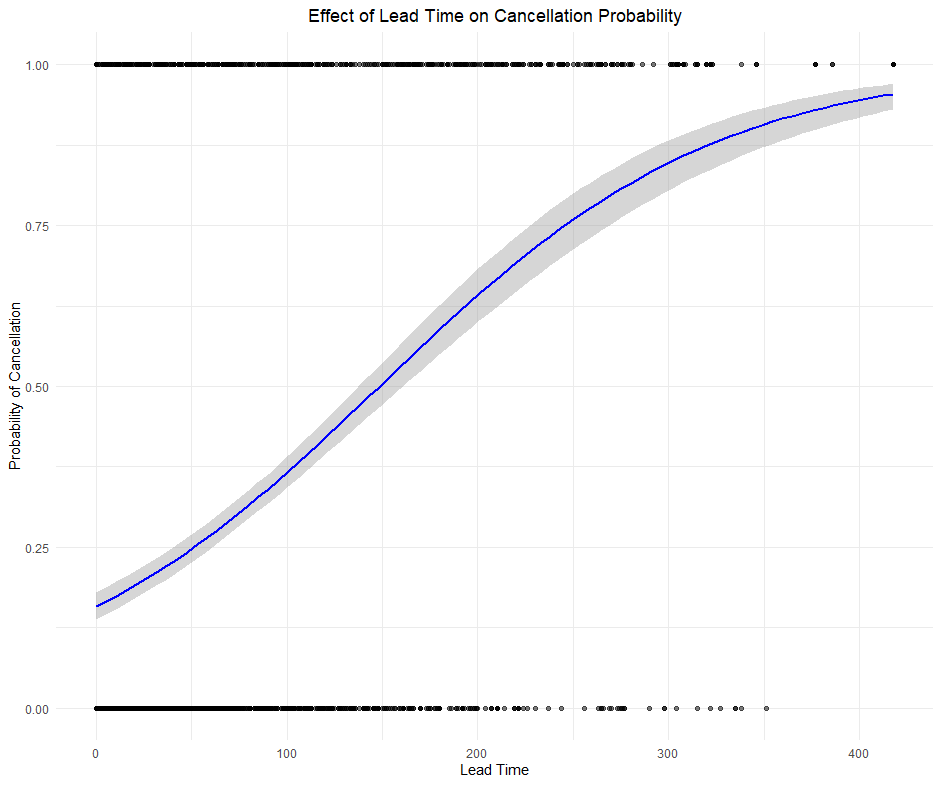 Effect of Lead Time on Cancellation Probability
1.00
0.75
0.50
0.25
0.00
Probability of Cancellation
0 100 200 300 400
Lead Time